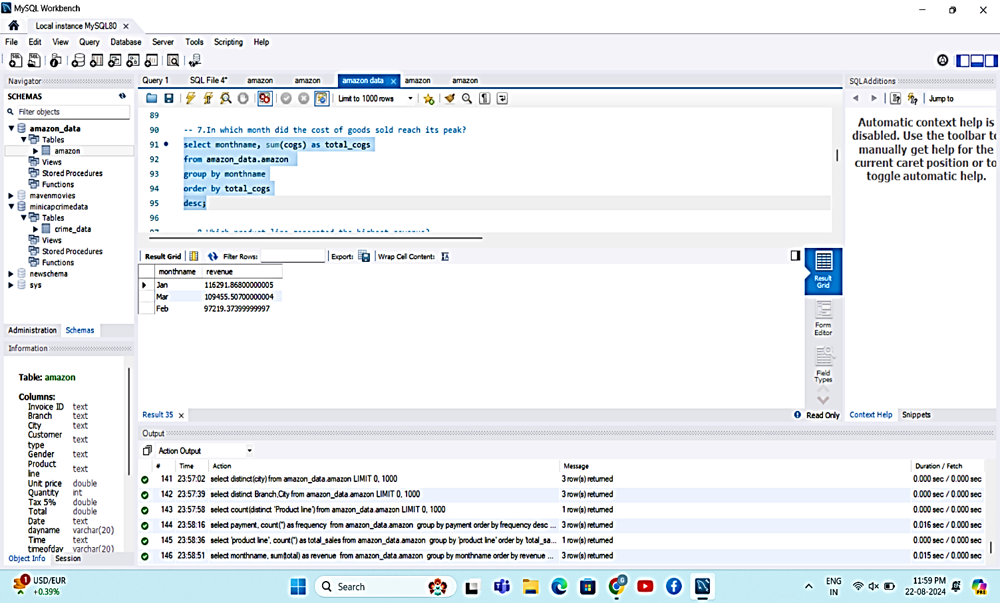 MySQL Workbench
Local instance MySQL80
File Edit View Query Database Server Tools Scripting Help
Navigator
SCHEMAS
Filter objects
amazon_data
Tables
amazon
Views
Stored Procedures
Functions
mavenmovies
minicapcrimedata
Tables
crime_data
Views
Stored Procedures
Functions
newschema
sys
Administration Schemas
Information
Table: amazon
Columns:
Invoice ID text
Branch text
City text
Customer type text
Gender text
Product line text
Unit price double
Quantity int
Tax 5% double
Total double
Date text
dayname varchar(20)
Time text
timeofday varchar(20)
Object Info Session
Query 1 SQL File 4* amazon amazon amazon data amazon amazon
Limit to 1000 rows
89
90 -- 7.In which month did the cost of goods sold reach its peak?
91 select monthname, sum(cogs) as total_cogs
92 from amazon_data.amazon
93 group by monthname
94 order by total_cogs
95 desc;
96
97 -- 8.Which product line generated the highest revenue?
Result Grid Filter Rows: Export: Wrap Cell Content:
monthname revenue
Jan 116291.86800000005
Mar 109455.50700000004
Feb 97219.37399999997
Result Grid
Form Editor
Field Types
Result 35 Read Only
SQLAdditions
Jump to
Automatic context help is
disabled. Use the toolbar to
manually get help for the
current caret position or to
toggle automatic help.
Context Help Snippets
Output
Action Output
# Time Action Message Duration / Fetch
141 23:57:02 select distinct(city) from amazon_data.amazon LIMIT 0, 1000 3 row(s) returned 0.000 sec / 0.000 sec
142 23:57:39 select distinct Branch,City from amazon_data.amazon LIMIT 0, 1000 3 row(s) returned 0.000 sec / 0.000 sec
143 23:57:58 select count(distinct 'Product line') from amazon_data.amazon LIMIT 0, 1000 1 row(s) returned 0.000 sec / 0.000 sec
144 23:58:16 select payment, count(*) as frequency from amazon_data.amazon group by payment order by frequency desc ... 3 row(s) returned 0.016 sec / 0.000 sec
145 23:58:36 select 'product line', count(*) as total_sales from amazon_data.amazon group by 'product line' order by 'total_sa... 1 row(s) returned 0.000 sec / 0.000 sec
146 23:58:51 select monthname, sum(total) as revenue from amazon_data.amazon group by monthname order by revenue ... 3 row(s) returned 0.015 sec / 0.000 sec
1 USD/EUR
+0.39%
Search
G
ENG
IN
11:59 PM
22-08-2024
PRE